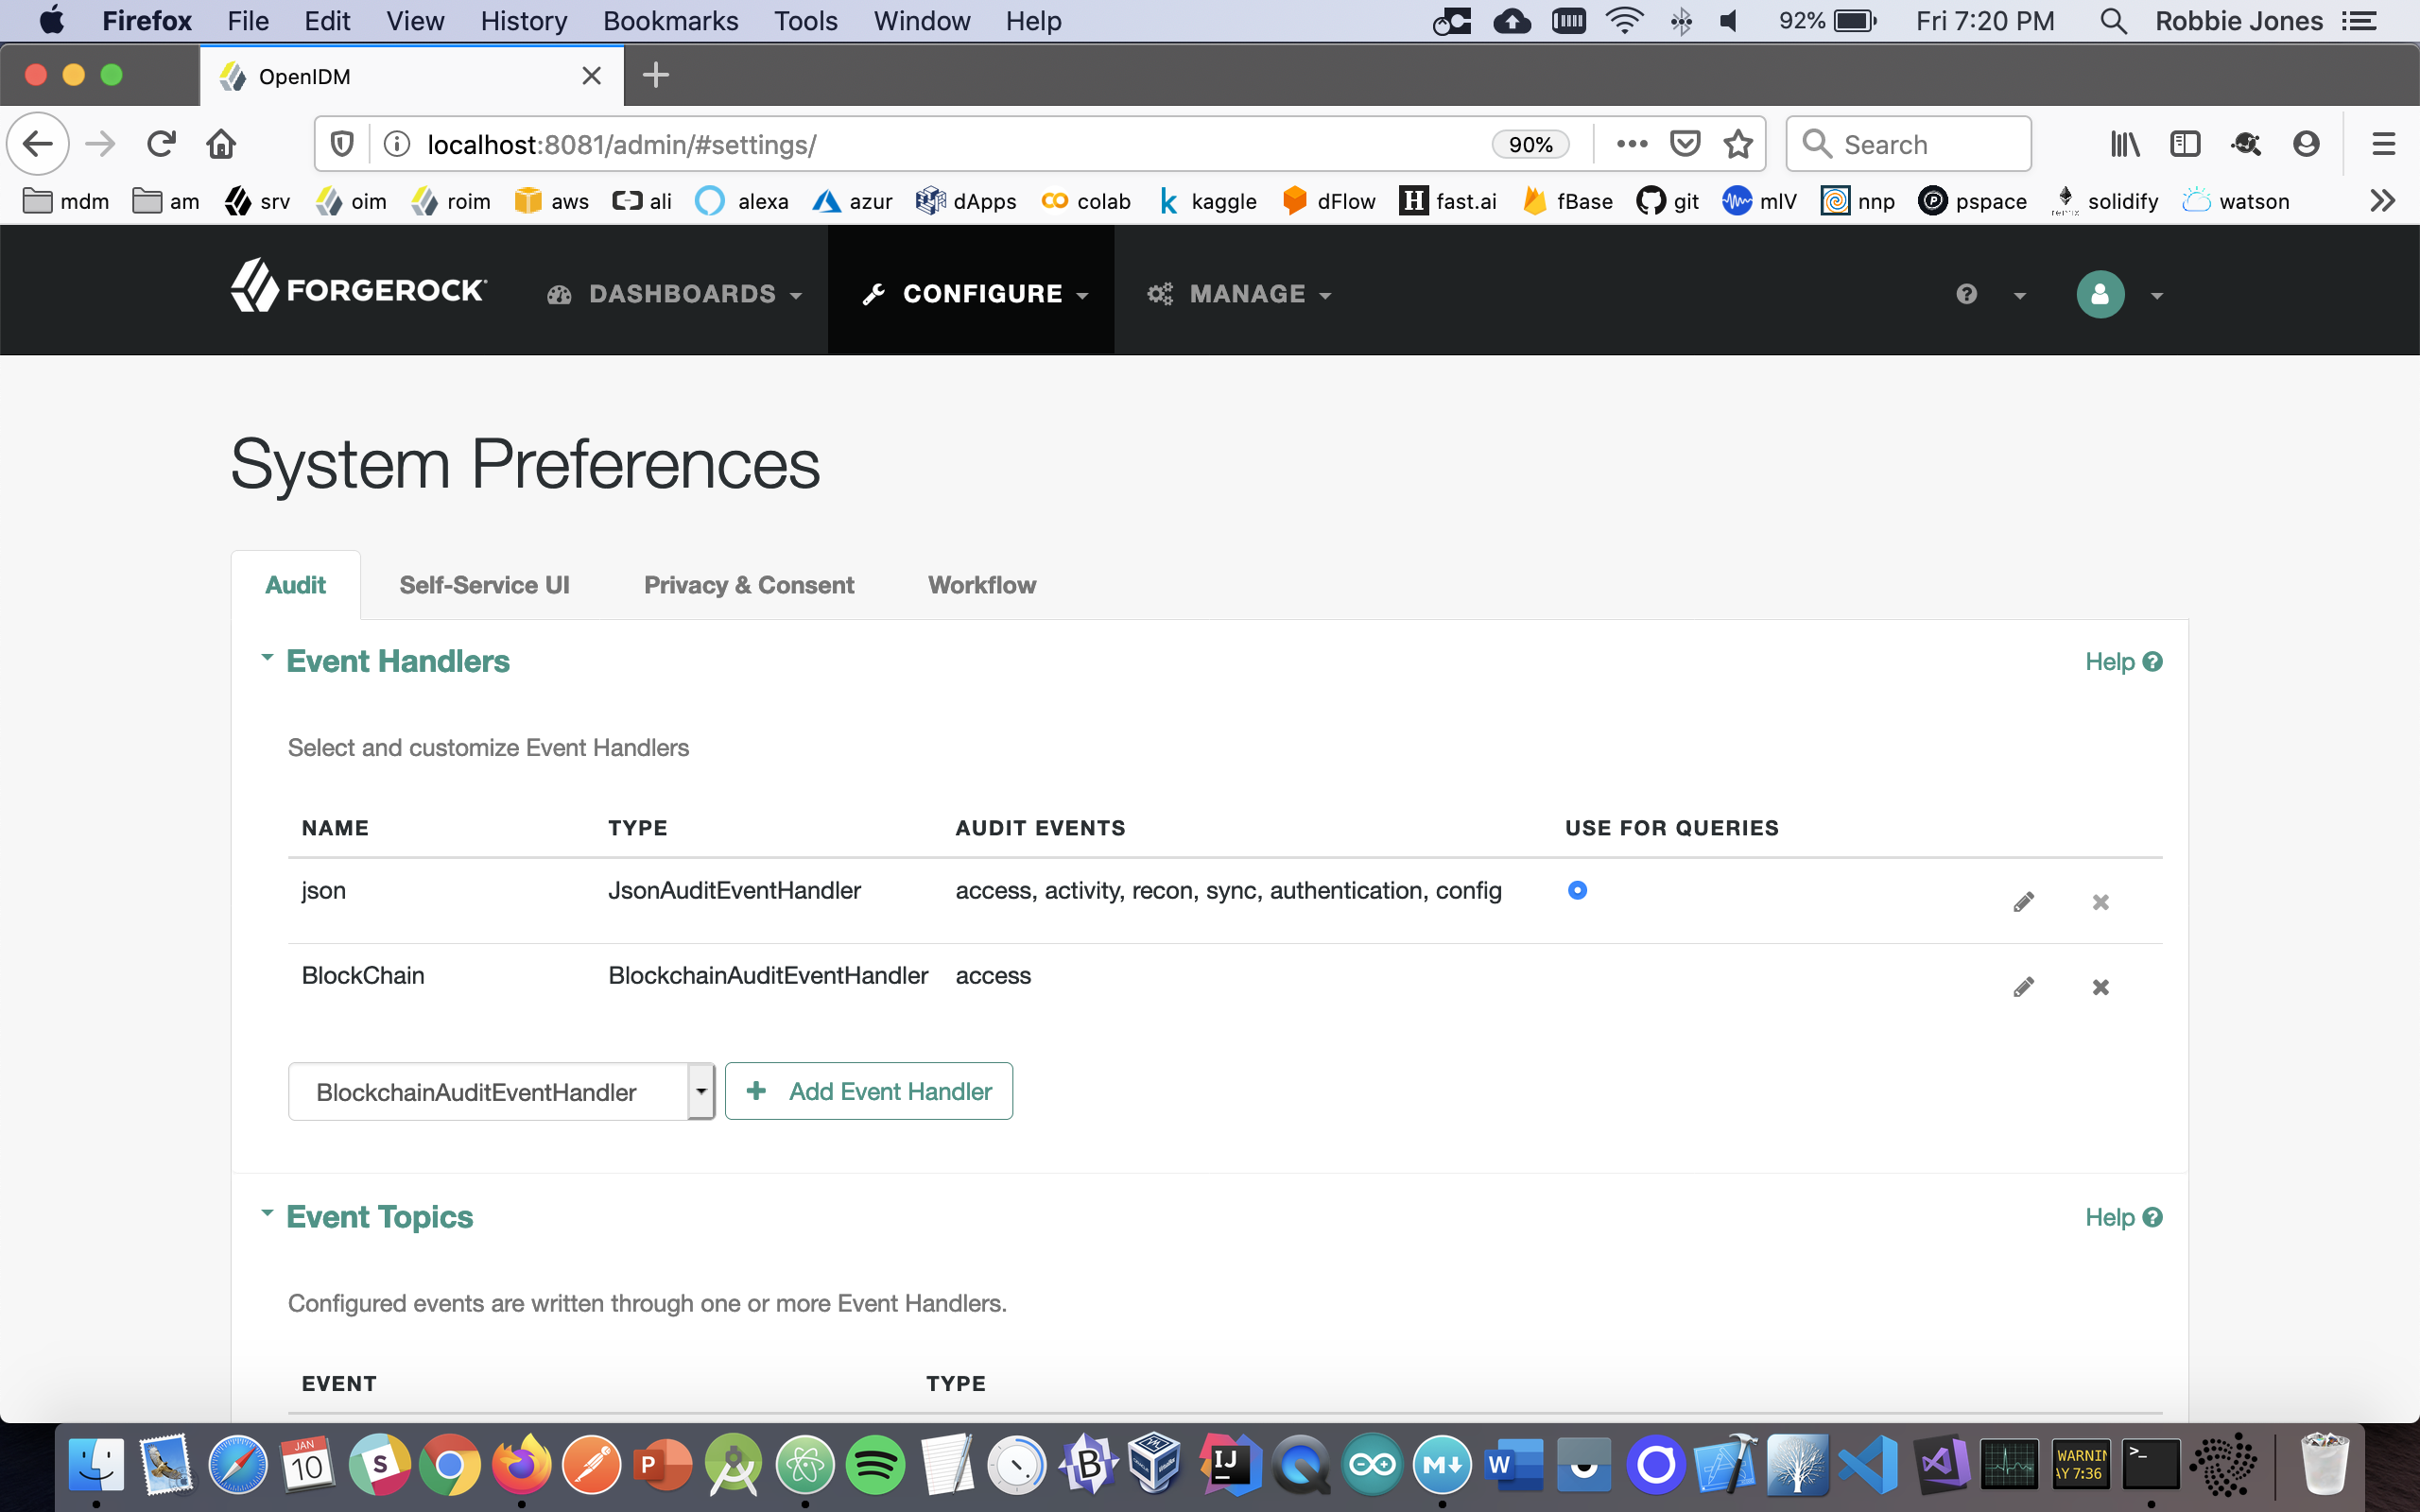 Firefox File Edit View History Bookmarks Tools Window Help 92% Fri 7:20 PM Robbie Jones
OpenIDM
localhost:8081/admin/#settings/ 90% Search
mdm am srv oim roim aws ali alexa azur dApps colab kaggle dFlow fast.ai fBase git mIV nnp pspace solidify watson
FORGEROCK DASHBOARDS CONFIGURE MANAGE
System Preferences
Audit Self-Service UI Privacy & Consent Workflow
Event Handlers Help
Select and customize Event Handlers
NAME TYPE AUDIT EVENTS USE FOR QUERIES
json JsonAuditEventHandler access, activity, recon, sync, authentication, config
BlockChain BlockchainAuditEventHandler access
BlockchainAuditEventHandler Add Event Handler
Event Topics Help
Configured events are written through one or more Event Handlers.
EVENT TYPE
JAN
10
WARNIN
AY 7:36